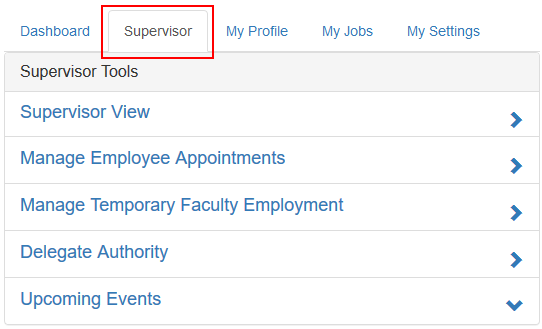 Dashboard Supervisor My Profile My Jobs My Settings
Supervisor Tools
Supervisor View
Manage Employee Appointments
Manage Temporary Faculty Employment
Delegate Authority
Upcoming Events